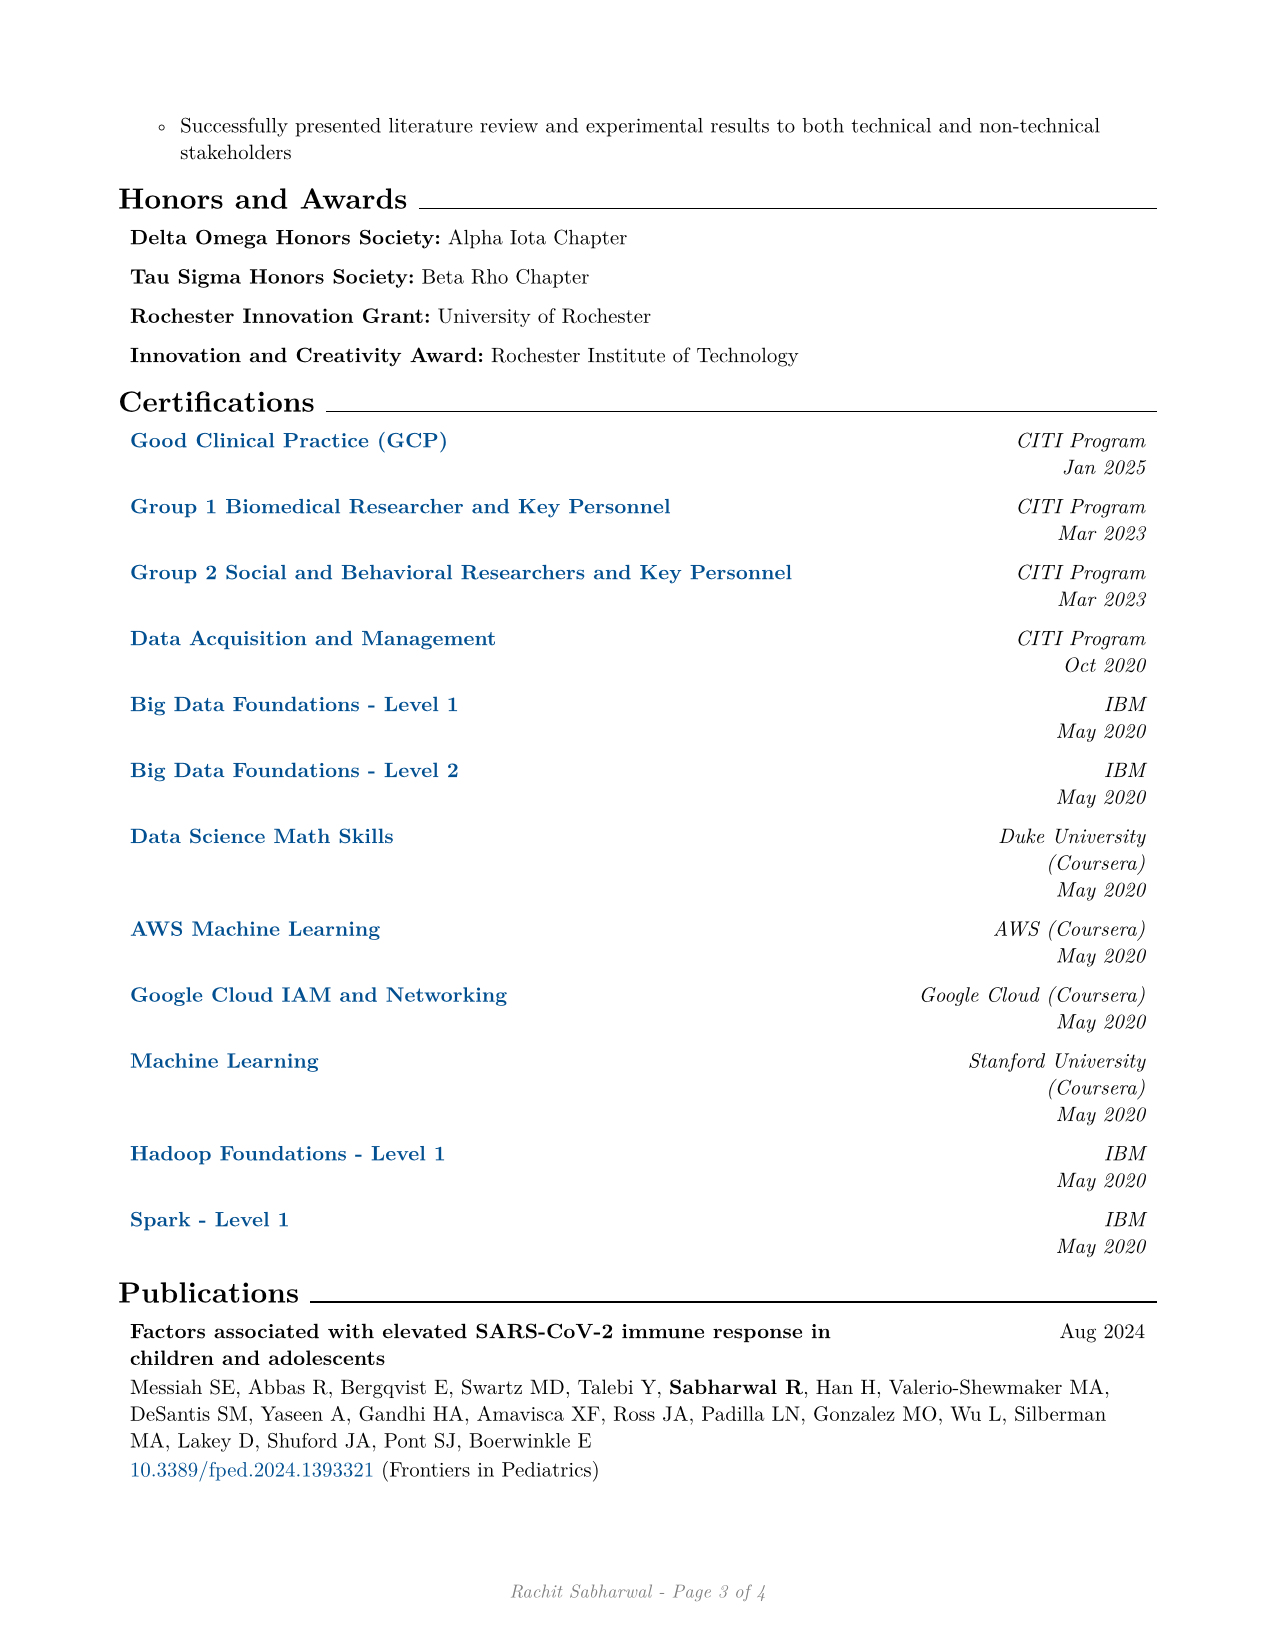 ◦ Successfully presented literature review and experimental results to both technical and non-technical
stakeholders
Honors and Awards
Delta Omega Honors Society: Alpha Iota Chapter
Tau Sigma Honors Society: Beta Rho Chapter
Rochester Innovation Grant: University of Rochester
Innovation and Creativity Award: Rochester Institute of Technology
Certifications
Good Clinical Practice (GCP) CITI Program
Jan 2025
Group 1 Biomedical Researcher and Key Personnel CITI Program
Mar 2023
Group 2 Social and Behavioral Researchers and Key Personnel CITI Program
Mar 2023
Data Acquisition and Management CITI Program
Oct 2020
Big Data Foundations - Level 1 IBM
May 2020
Big Data Foundations - Level 2 IBM
May 2020
Data Science Math Skills Duke University
(Coursera)
May 2020
AWS Machine Learning AWS (Coursera)
May 2020
Google Cloud IAM and Networking Google Cloud (Coursera)
May 2020
Machine Learning Stanford University
(Coursera)
May 2020
Hadoop Foundations - Level 1 IBM
May 2020
Spark - Level 1 IBM
May 2020
Publications
Factors associated with elevated SARS-CoV-2 immune response in Aug 2024
children and adolescents
Messiah SE, Abbas R, Bergqvist E, Swartz MD, Talebi Y, Sabharwal R, Han H, Valerio-Shewmaker MA,
DeSantis SM, Yaseen A, Gandhi HA, Amavisca XF, Ross JA, Padilla LN, Gonzalez MO, Wu L, Silberman
MA, Lakey D, Shuford JA, Pont SJ, Boerwinkle E
10.3389/fped.2024.1393321 (Frontiers in Pediatrics)
Rachit Sabharwal - Page 3 of 4